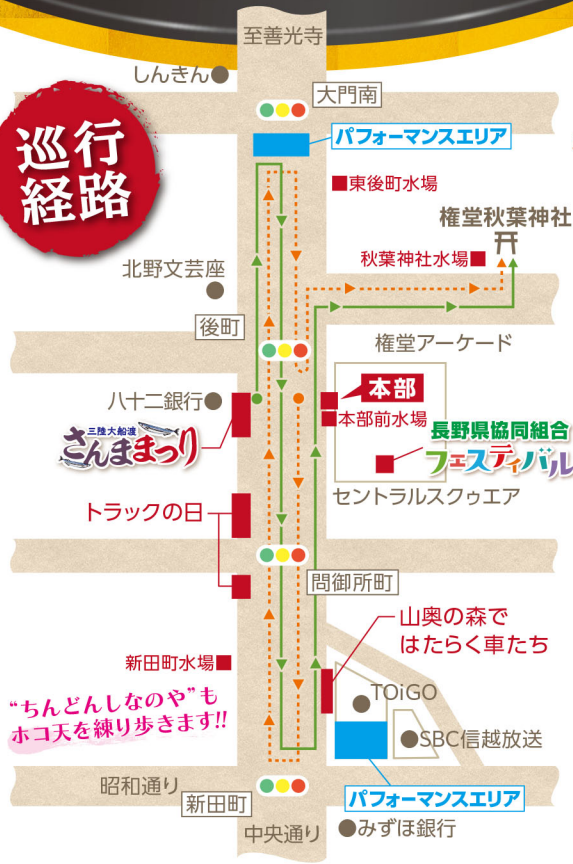 至善光寺
しんきん
大門南
巡行
経路
パフォーマンスエリア
東後町水場
権堂秋葉神社
秋葉神社水場
北野文芸座
後町
権堂アーケード
八十二銀行
本部
本部前水場
三陸大船渡
さんままつり
長野県協同組合
フェスティバル
セントラルスクゥエア
トラックの日
問御所町
山奥の森で
はたらく車たち
新田町水場
TOiGO
“ちんどんしなのや”も
ホコ天を練り歩きます!!
SBC信越放送
昭和通り
新田町
パフォーマンスエリア
中央通り
みずほ銀行